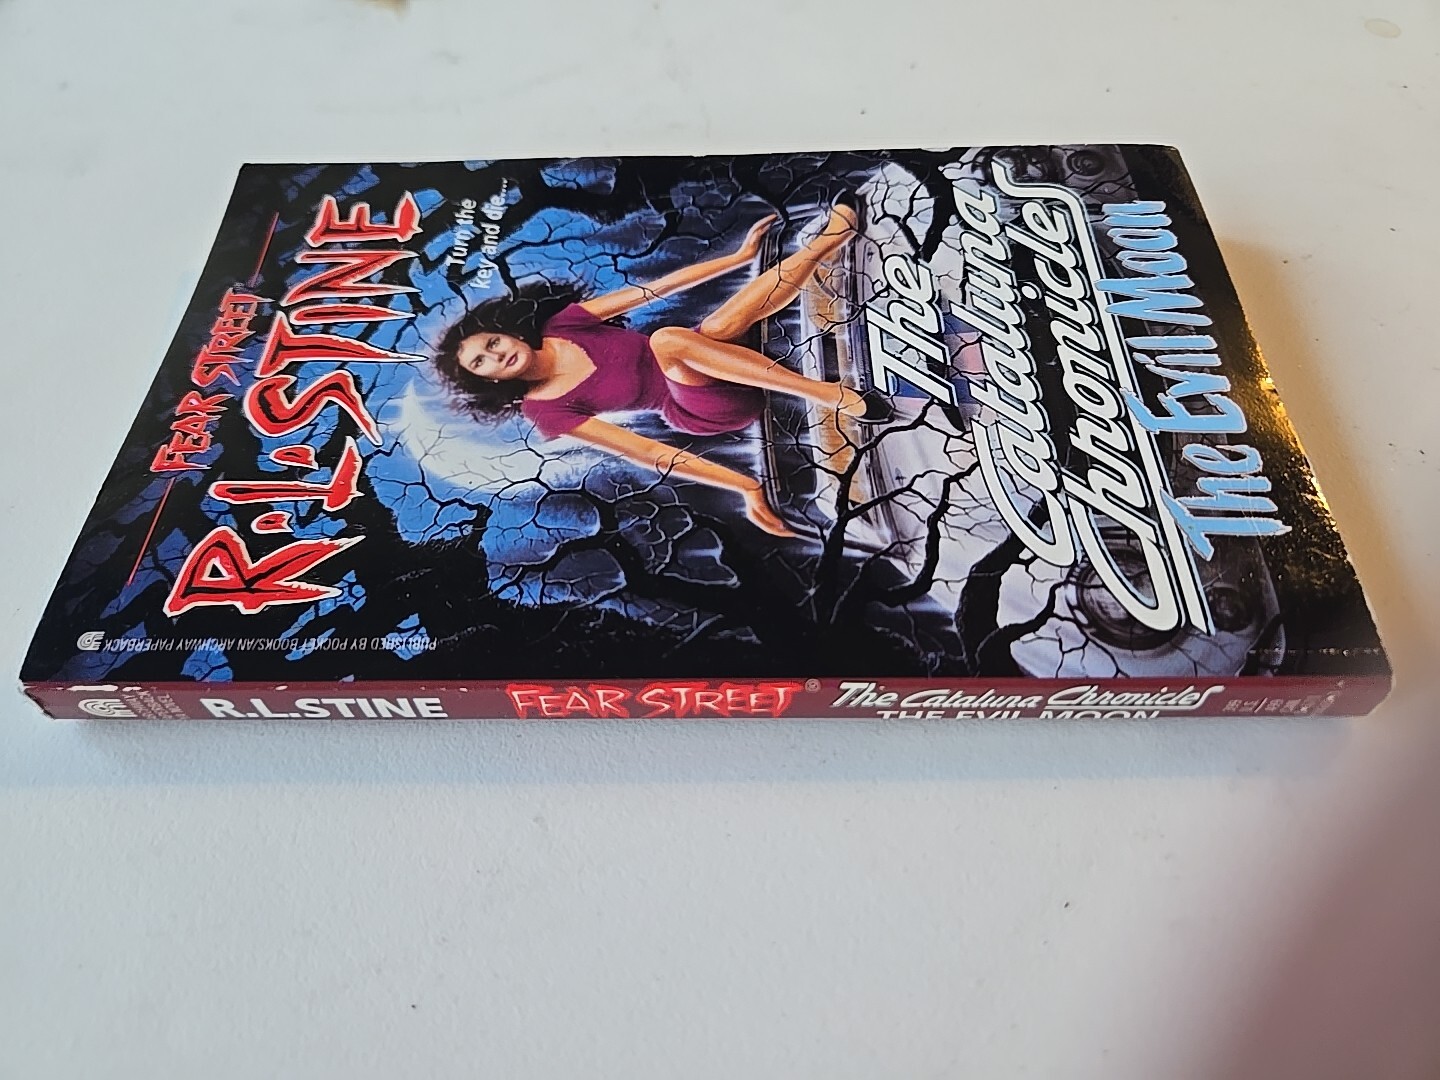 FEAR STREET
R.L. STINE
Turn the
key and die...
The
Cataluna
Chronicles
The Evil Moon
PUBLISHED BY POCKET BOOKS/AN ARCHWAY PAPERBACK
R.L.STINE FEAR STREET® The Cataluna Chronicles
THE EVIL MOON